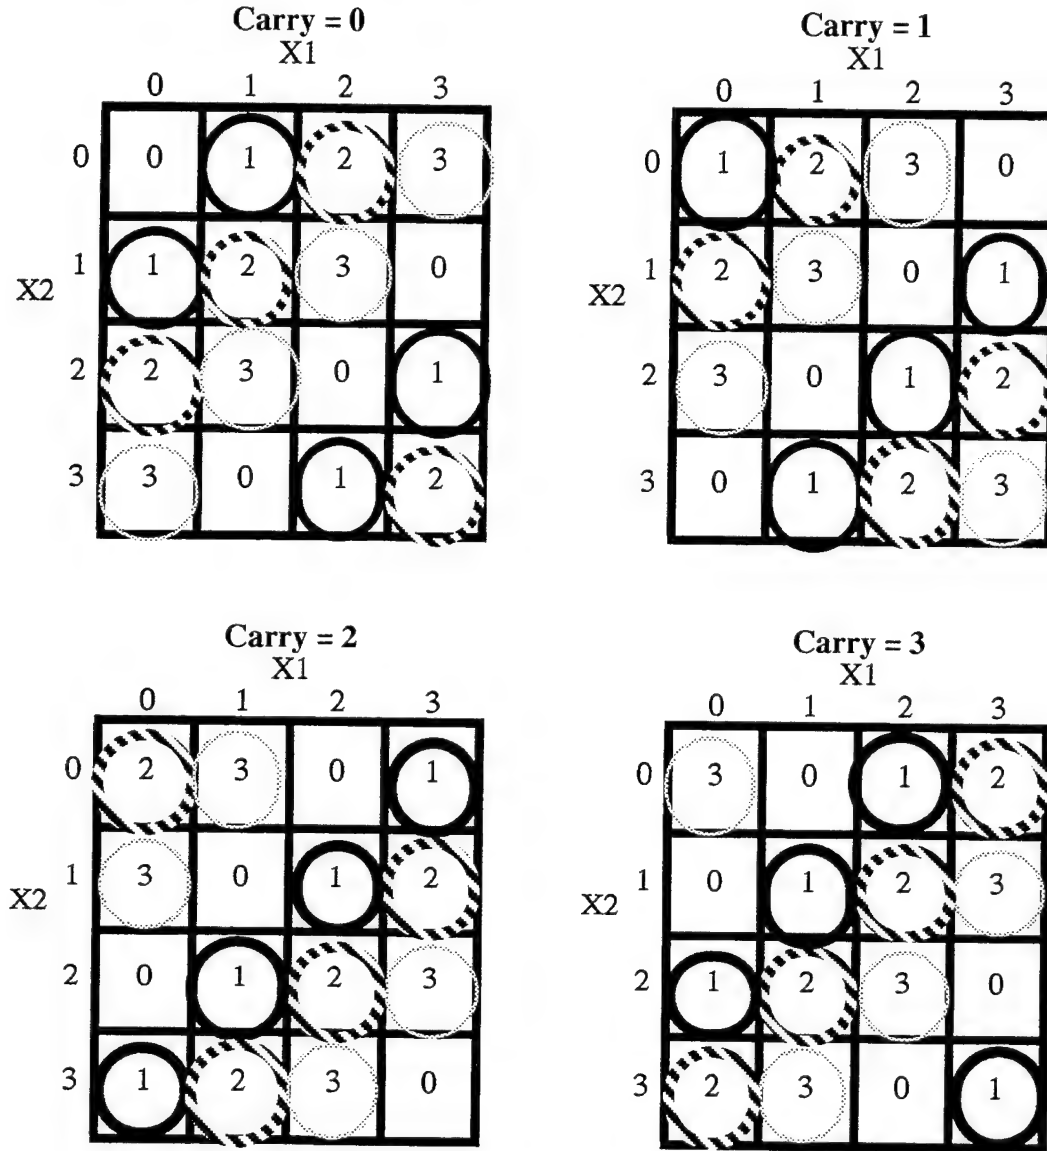 Carry = 0
X1
0 1 2 3
0 0 1 2 3
1 1 2 3 0
X2
2 2 3 0 1
3 3 0 1 2
Carry = 1
X1
0 1 2 3
0 1 2 3 0
1 2 3 0 1
X2
2 3 0 1 2
3 0 1 2 3
Carry = 2
X1
0 1 2 3
0 2 3 0 1
1 3 0 1 2
X2
2 0 1 2 3
3 1 2 3 0
Carry = 3
X1
0 1 2 3
0 3 0 1 2
1 0 1 2 3
X2
2 1 2 3 0
3 2 3 0 1